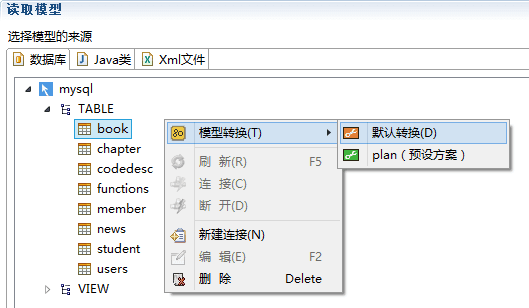 读取模型
选择模型的来源
数据库 Java类 Xml文件
mysql
TABLE
book
chapter
codedesc
functions
member
news
student
users
VIEW
模型转换(T)
刷 新(R) F5
连 接(C)
断 开(D)
新建连接(N)
编 辑(E) F2
删 除 Delete
默认转换(D)
plan（预设方案）